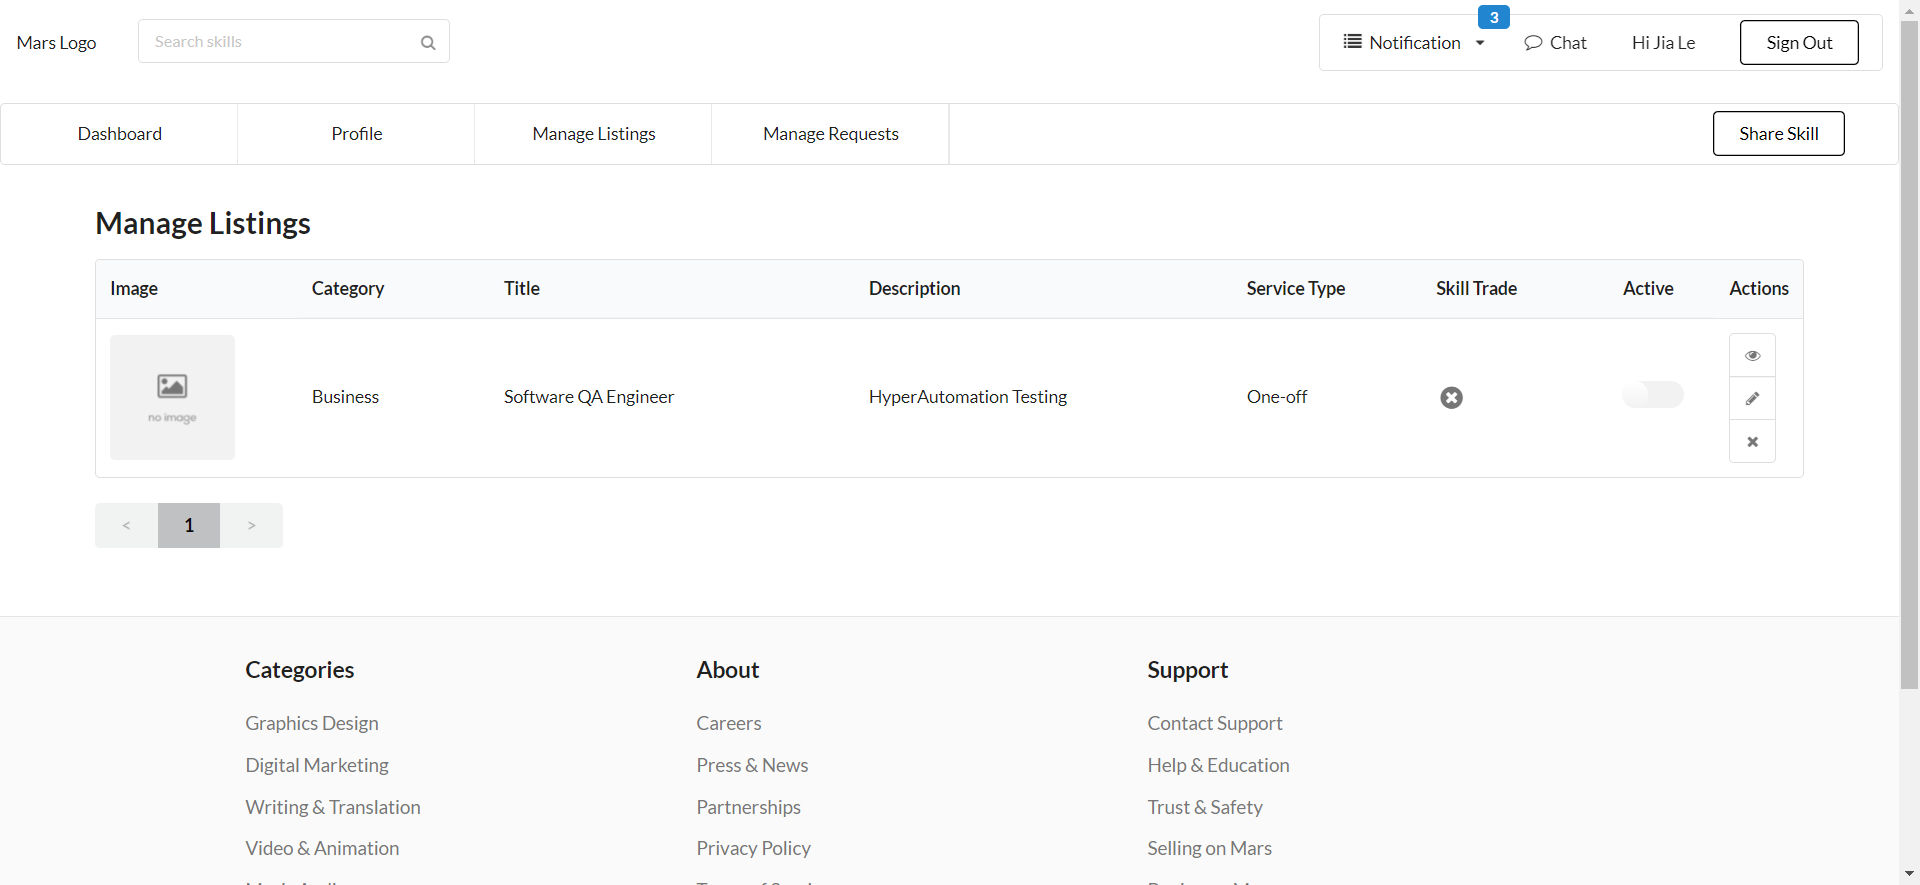 Mars Logo
Search skills
3
Notification
Chat
Hi Jia Le
Sign Out
Dashboard
Profile
Manage Listings
Manage Requests
Share Skill
Manage Listings
Image Category Title Description Service Type Skill Trade Active Actions
no image
Business Software QA Engineer HyperAutomation Testing One-off
< 1 >
Categories
Graphics Design
Digital Marketing
Writing & Translation
Video & Animation
About
Careers
Press & News
Partnerships
Privacy Policy
Support
Contact Support
Help & Education
Trust & Safety
Selling on Mars